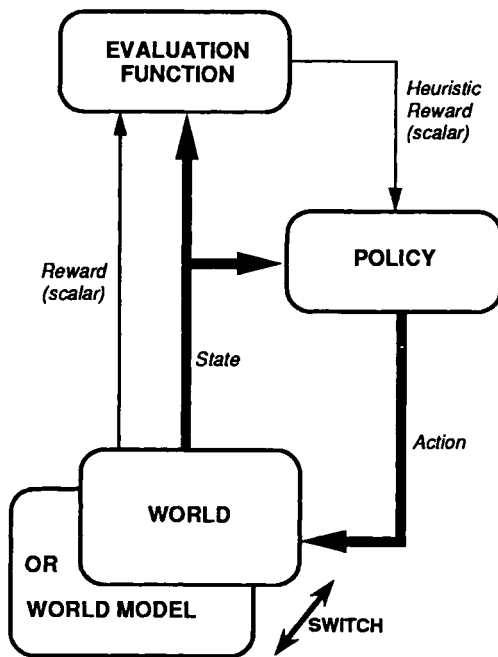 EVALUATION
FUNCTION
Heuristic
Reward
(scalar)
POLICY
Reward
(scalar)
State
Action
WORLD
OR
WORLD MODEL
SWITCH